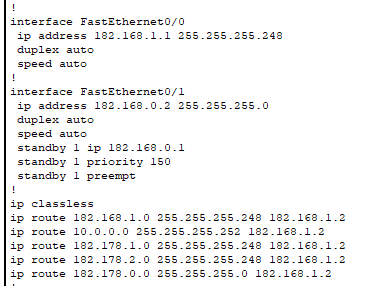 !
interface FastEthernet0/0
 ip address 182.168.1.1 255.255.255.248
 duplex auto
 speed auto
!
interface FastEthernet0/1
 ip address 182.168.0.2 255.255.255.0
 duplex auto
 speed auto
 standby 1 ip 182.168.0.1
 standby 1 priority 150
 standby 1 preempt
!
ip classless
ip route 182.168.1.0 255.255.255.248 182.168.1.2
ip route 10.0.0.0 255.255.255.252 182.168.1.2
ip route 182.178.1.0 255.255.255.248 182.168.1.2
ip route 182.178.2.0 255.255.255.248 182.168.1.2
ip route 182.178.0.0 255.255.255.0 182.168.1.2
!